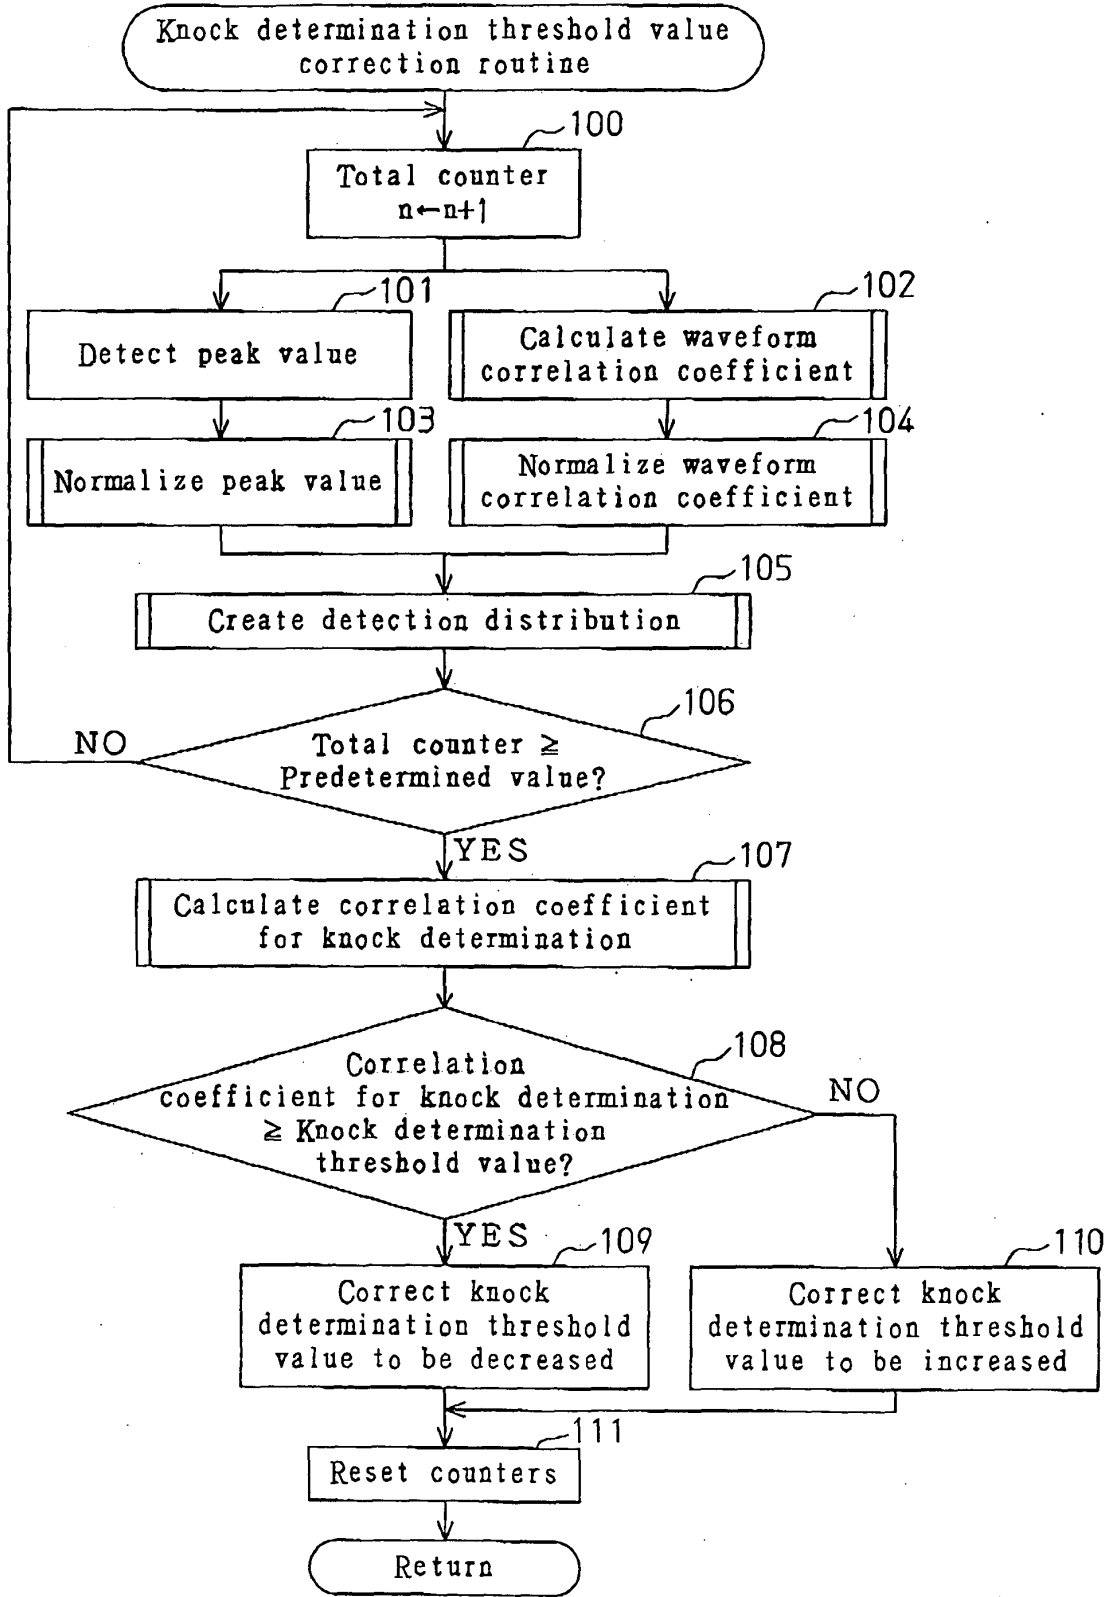 Knock determination threshold value
correction routine
100
Total counter
n←n+1
101
102
Detect peak value
Calculate waveform
correlation coefficient
103
104
Normalize peak value
Normalize waveform
correlation coefficient
105
Create detection distribution
106
NO
Total counter ≧
Predetermined value?
YES
107
Calculate correlation coefficient
for knock determination
108
Correlation
coefficient for knock determination
≧ Knock determination
threshold value?
NO
YES
109
110
Correct knock
determination threshold
value to be decreased
Correct knock
determination threshold
value to be increased
111
Reset counters
Return